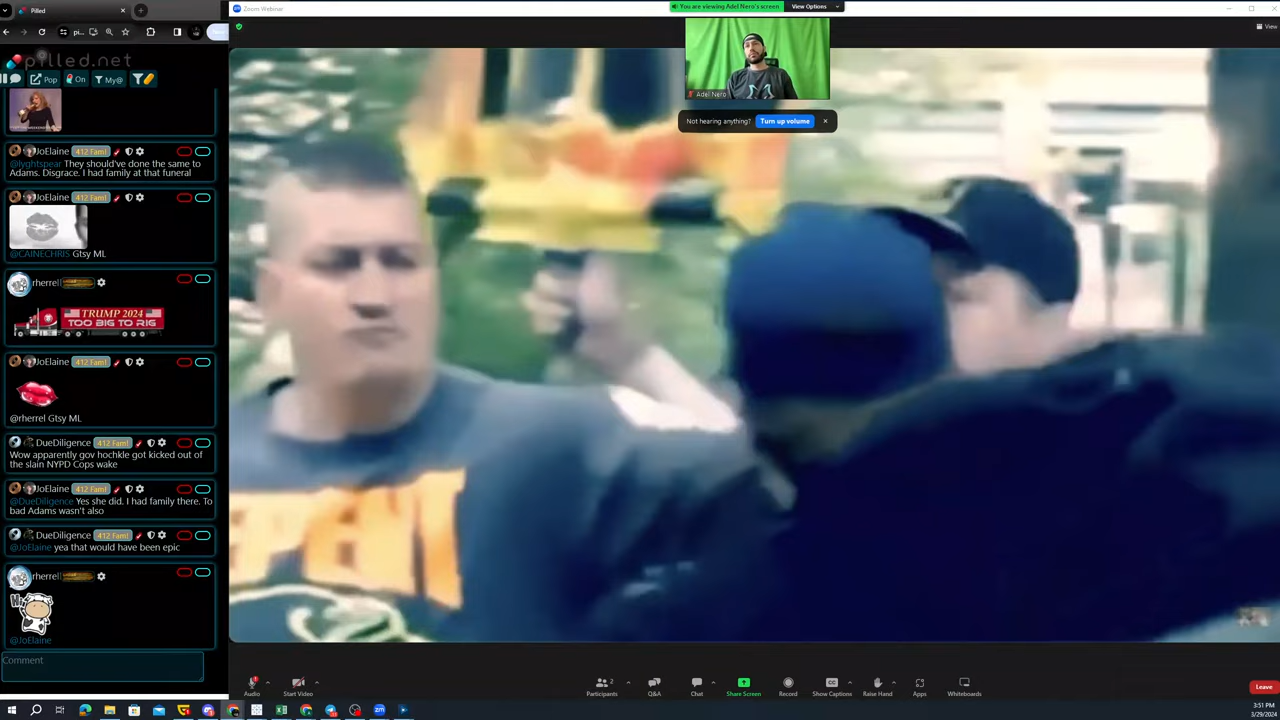 Pilled
Zoom Webinar
You are viewing Adel Nero's screen
View Options
pi...
View
pilled.net
Pop
On
My@
Adel Nero
Not hearing anything?
Turn up volume
JoElaine
412 Fam!
@lyghtspear They should've done the same to
Adams. Disgrace. I had family at that funeral
JoElaine
412 Fam!
@CAINECHRIS Gtsy ML
rherrel
TRUMP 2024
TOO BIG TO RIG
JoElaine
412 Fam!
@rherrel Gtsy ML
DueDiligence
412 Fam!
Wow apparently gov hochkle got kicked out of
the slain NYPD Cops wake
JoElaine
412 Fam!
@DueDiligence Yes she did. I had family there. To
bad Adams wasn't also
DueDiligence
412 Fam!
@JoElaine yea that would have been epic
rherrel
@JoElaine
Comment
Audio
Start Video
Participants
2
Q&A
Chat
Share Screen
Record
CC
Show Captions
Raise Hand
Apps
Whiteboards
Leave
3:51 PM
3/29/2024